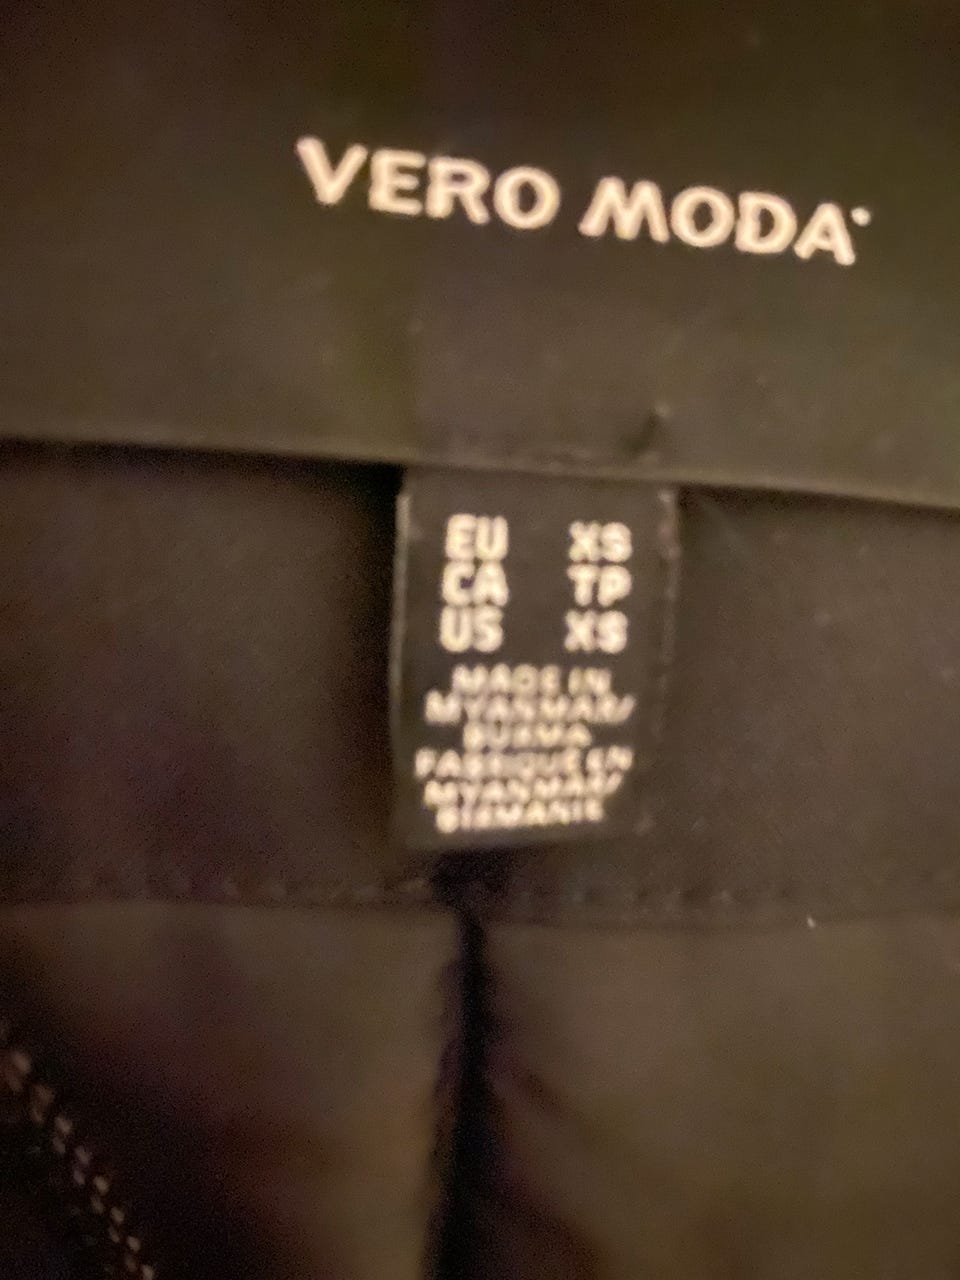 VERO MODA
EU XS
CA TP
US XS
MADE IN
MYANMAR/
BURMA
FABRIQUÉ EN
MYANMAR/
BIRMANIE